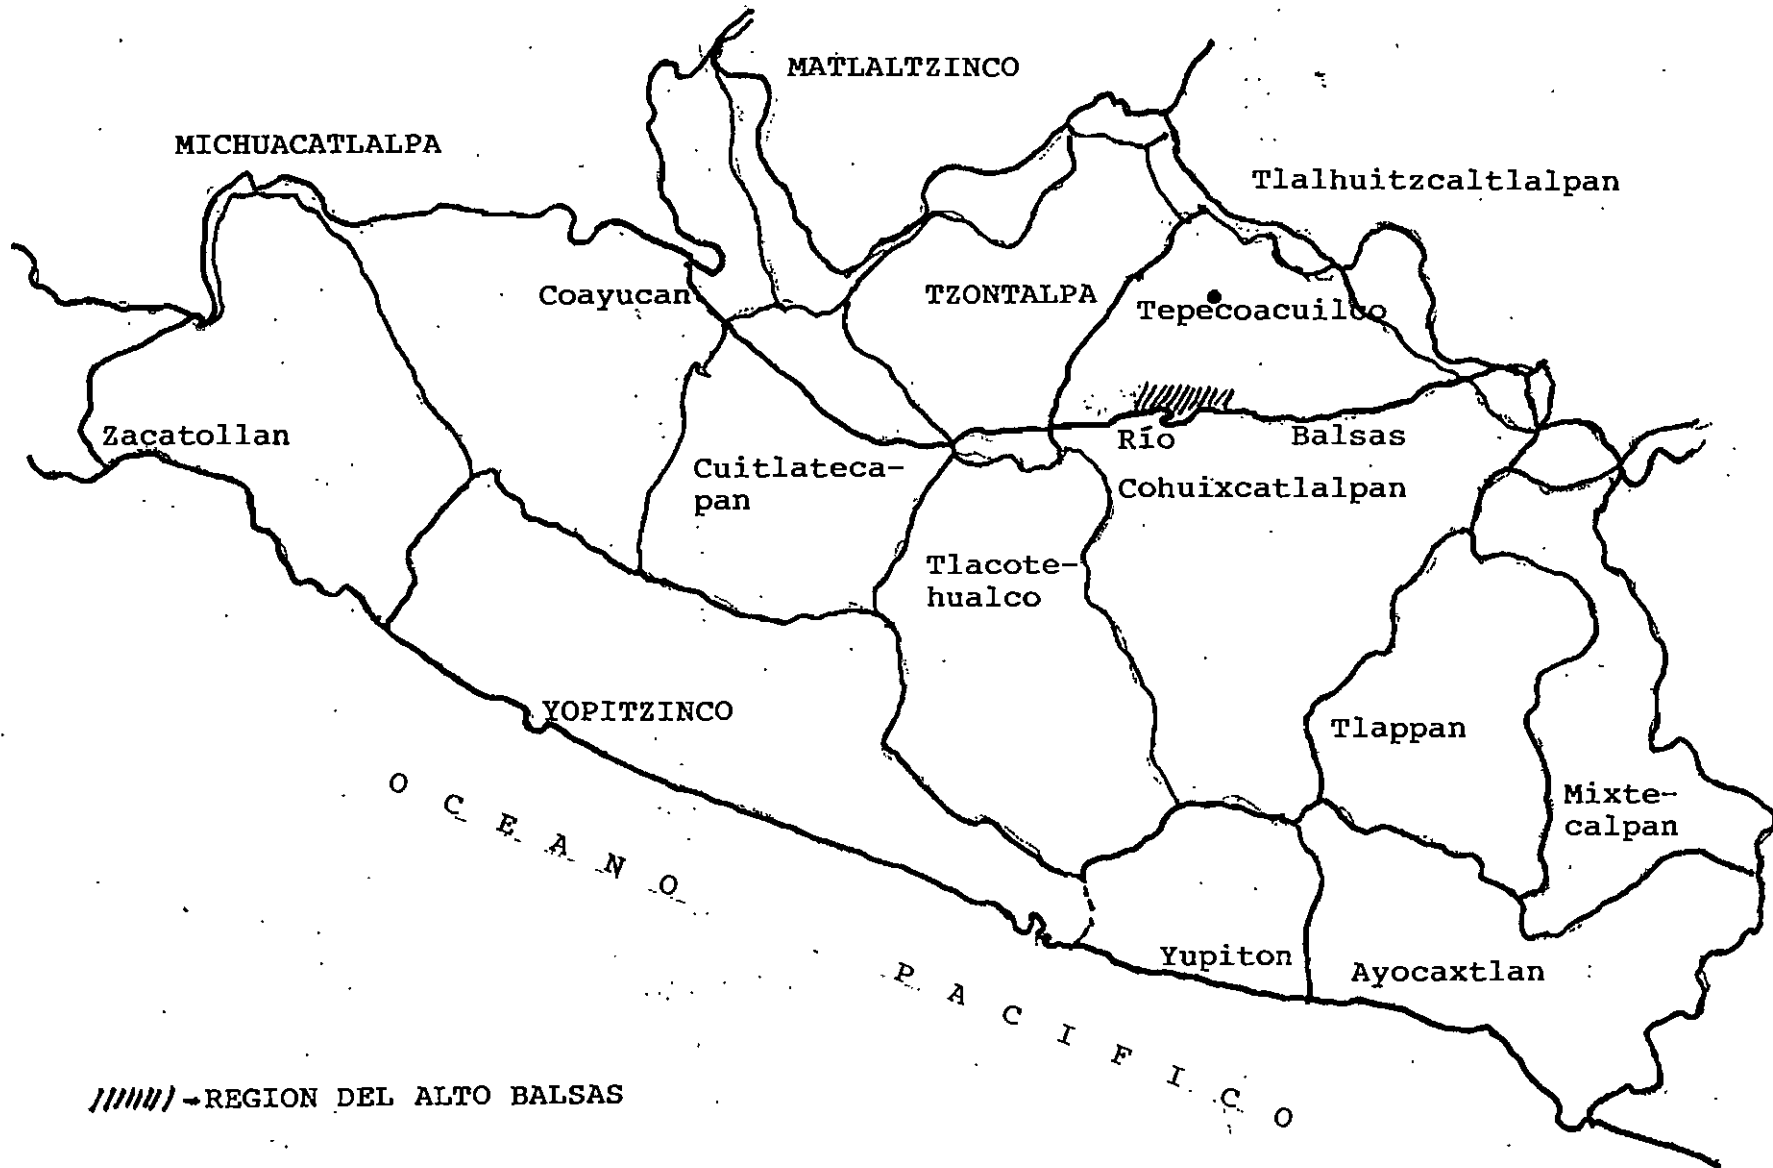 MATLALTZINCO
MICHUACATLALPA
Tlalhuitzcaltlalpan
Coayucan
TZONTALPA
Tepecoacuilco
Zacatollan
Río Balsas
Cuitlateca-
pan
Cohuixcatlalpan
Tlacote-
hualco
YOPITZINCO
Tlappan
Mixte-
calpan
OCEANO PACIFICO
Yupiton
Ayocaxtlan
REGION DEL ALTO BALSAS